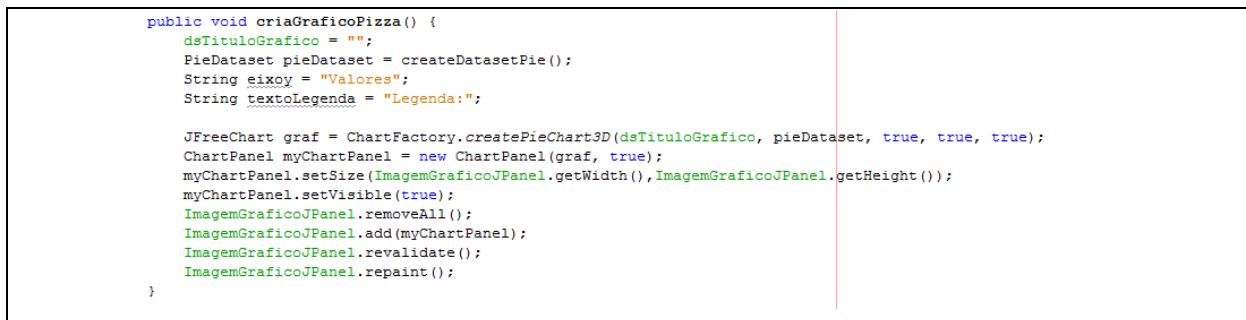 public void criaGraficoPizza() {
dsTituloGrafico = "";
PieDataset pieDataset = createDatasetPie();
String eixoy = "Valores";
String textoLegenda = "Legenda:";
JFreeChart graf = ChartFactory.createPieChart3D(dsTituloGrafico, pieDataset, true, true, true);
ChartPanel myChartPanel = new ChartPanel(graf, true);
myChartPanel.setSize(ImagemGraficoJPanel.getWidth(),ImagemGraficoJPanel.getHeight());
myChartPanel.setVisible(true);
ImagemGraficoJPanel.removeAll();
ImagemGraficoJPanel.add(myChartPanel);
ImagemGraficoJPanel.revalidate();
ImagemGraficoJPanel.repaint();
}